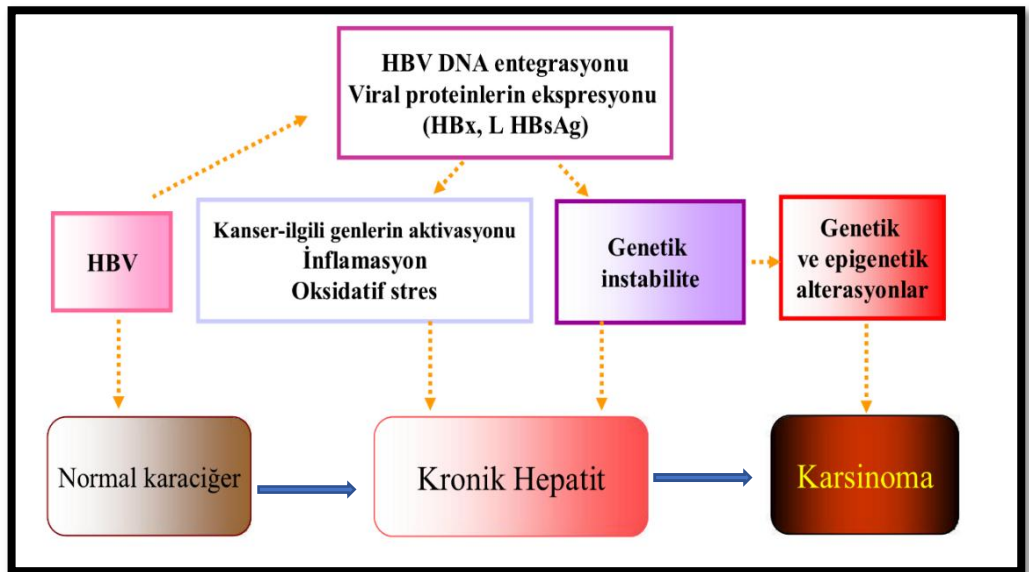 HBV DNA entegrasyonu
Viral proteinlerin ekspresyonu
(HBx, L HBsAg)
HBV
Kanser-ilgili genlerin aktivasyonu
İnflamasyon
Oksidatif stres
Genetik
instabilite
Genetik
ve epigenetik
alterasyonlar
Normal karaciğer
Kronik Hepatit
Karsinoma